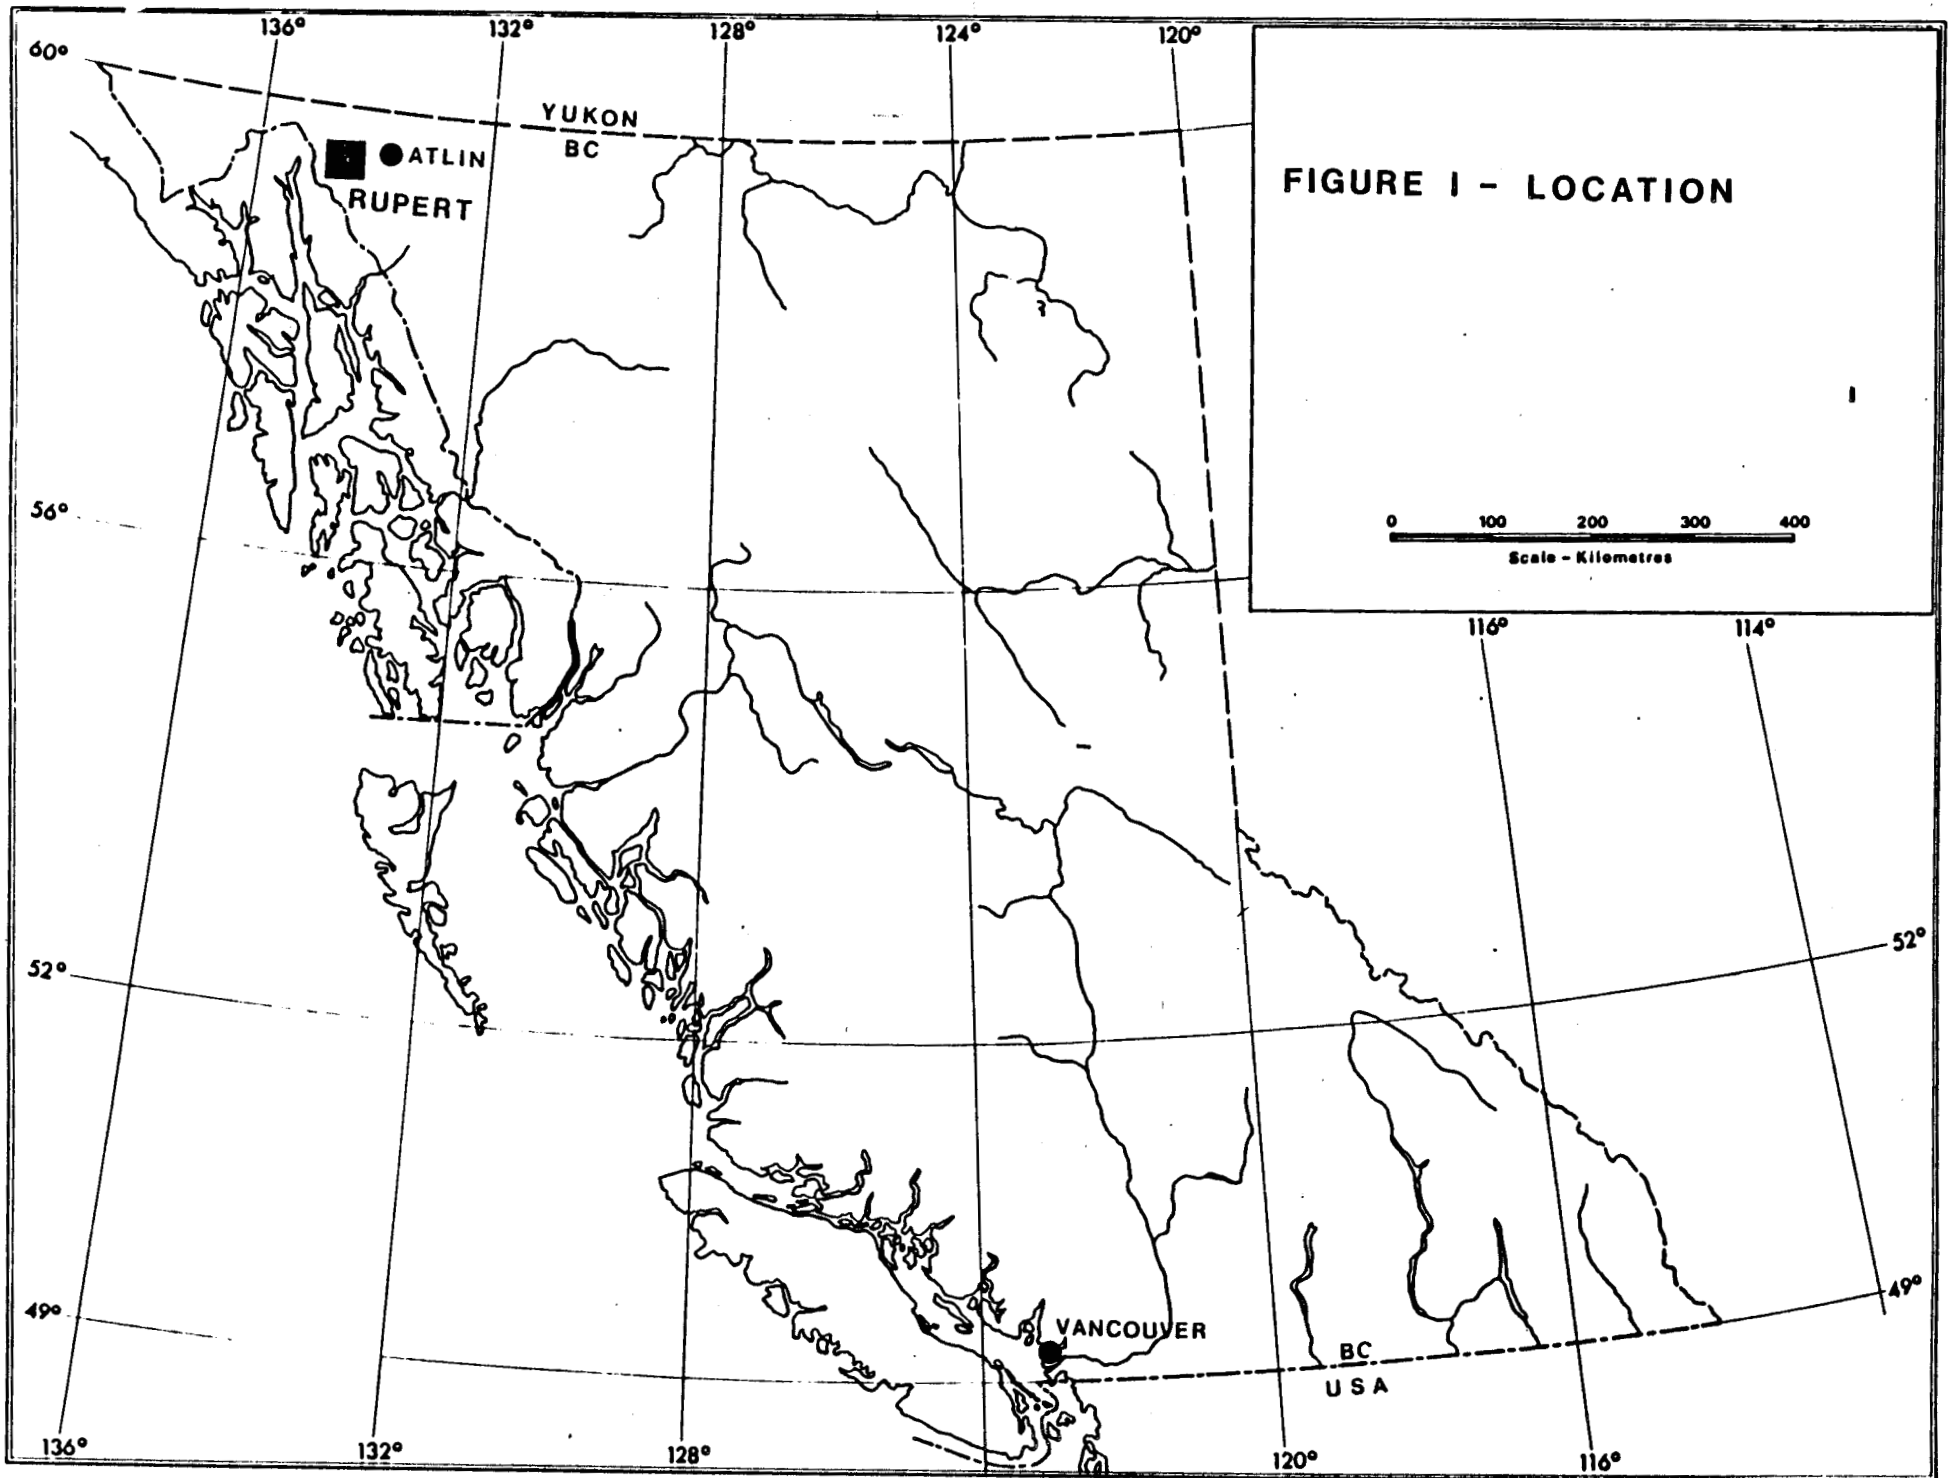 136° 132° 128° 124° 120°
60°
YUKON
BC
ATLIN
RUPERT
FIGURE I - LOCATION
56°
0 100 200 300 400
Scale - Kilometres
116° 114°
52° 52°
49° 49°
VANCOUVER
BC
USA
136° 132° 128° 120° 116°